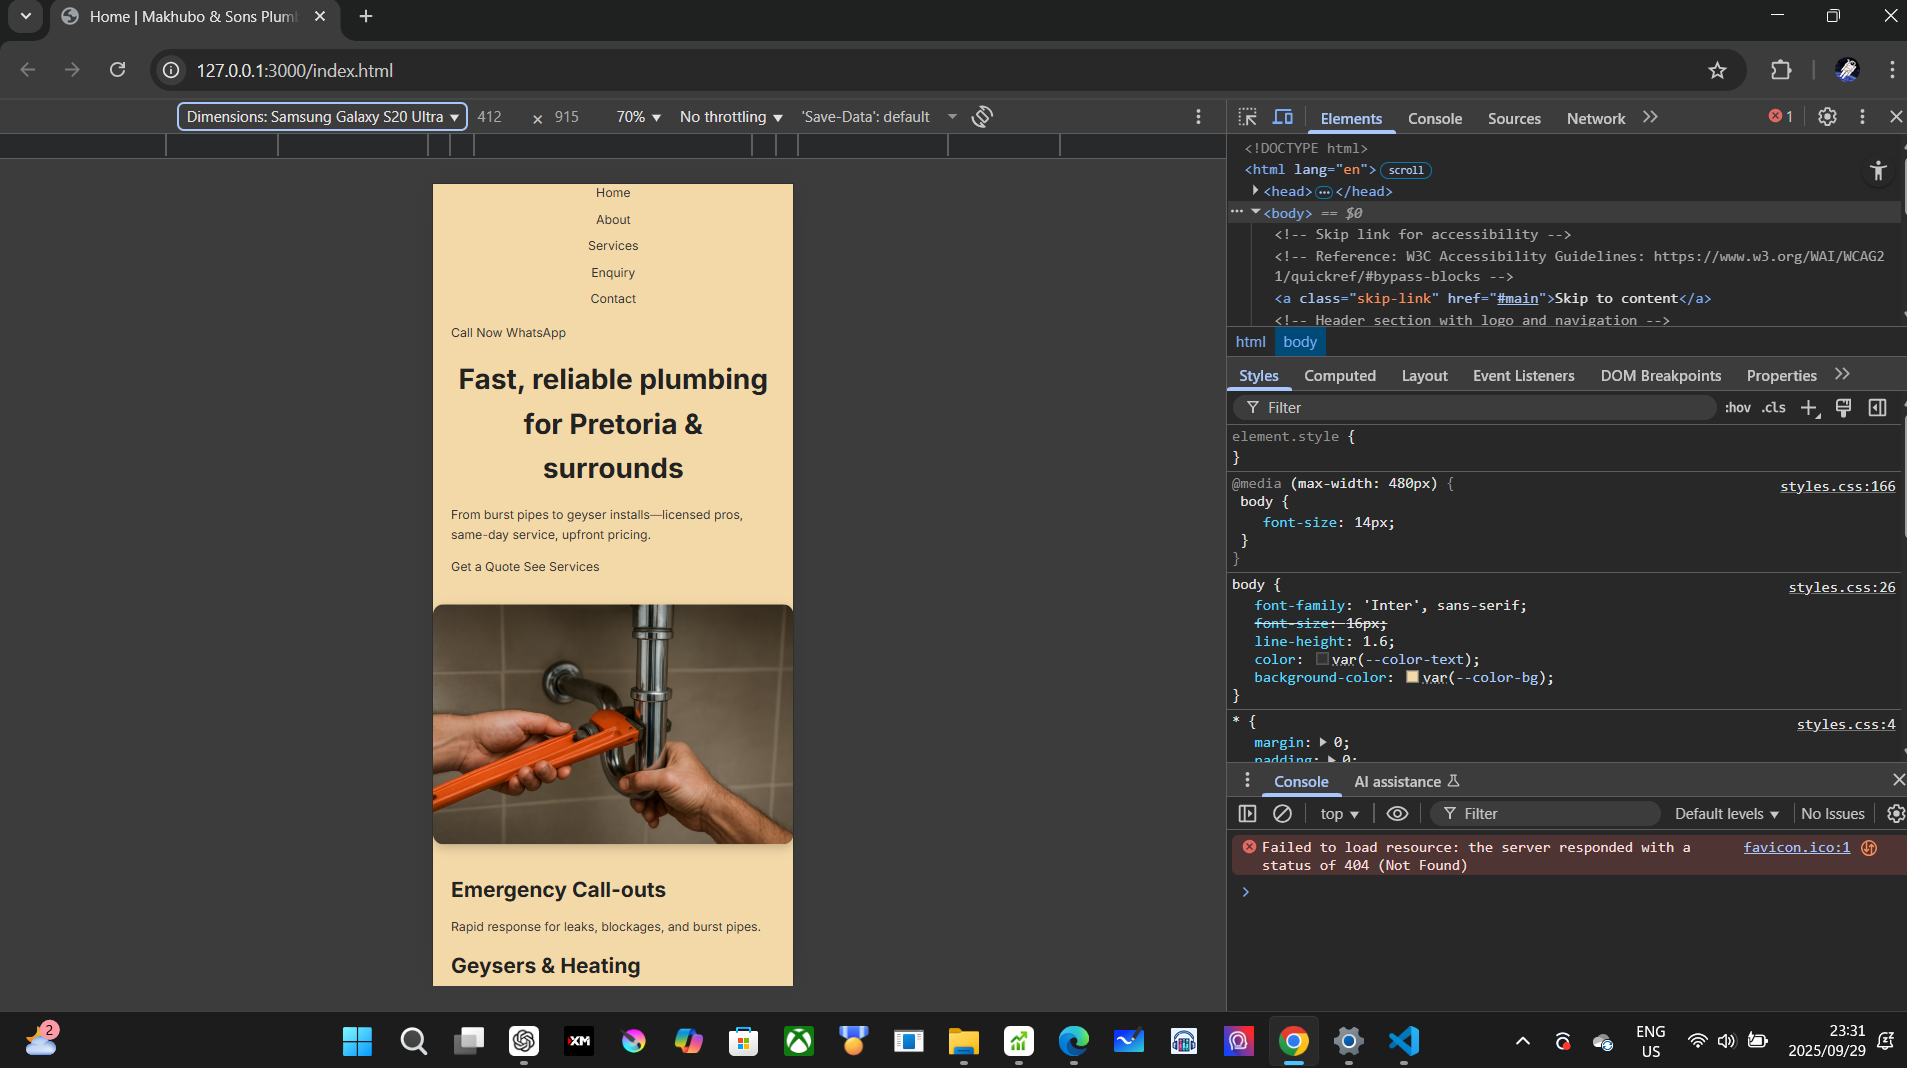 Home | Makhubo & Sons Plumb
127.0.0.1:3000/index.html
Dimensions: Samsung Galaxy S20 Ultra ▼ 412 × 915 70% ▼ No throttling ▼ 'Save-Data': default
Home
About
Services
Enquiry
Contact
Call Now WhatsApp
Fast, reliable plumbing
for Pretoria &
surrounds
From burst pipes to geyser installs—licensed pros,
same-day service, upfront pricing.
Get a Quote See Services
Emergency Call-outs
Rapid response for leaks, blockages, and burst pipes.
Geysers & Heating
Elements Console Sources Network 1
<!DOCTYPE html>
<html lang="en"> scroll
<head> … </head>
<body> == $0
<!-- Skip link for accessibility -->
<!-- Reference: W3C Accessibility Guidelines: https://www.w3.org/WAI/WCAG2
1/quickref/#bypass-blocks -->
<a class="skip-link" href="#main">Skip to content</a>
<!-- Header section with logo and navigation -->
html body
Styles Computed Layout Event Listeners DOM Breakpoints Properties
Filter :hov .cls
element.style {
}
@media (max-width: 480px) { styles.css:166
body {
font-size: 14px;
}
}
body { styles.css:26
font-family: 'Inter', sans-serif;
font-size: 16px;
line-height: 1.6;
color: var(--color-text);
background-color: var(--color-bg);
}
* { styles.css:4
margin: 0;
padding: 0;
Console AI assistance
top ▼ Filter Default levels ▼ No Issues
Failed to load resource: the server responded with a favicon.ico:1
status of 404 (Not Found)
2
XM
ENG
US
23:31
2025/09/29